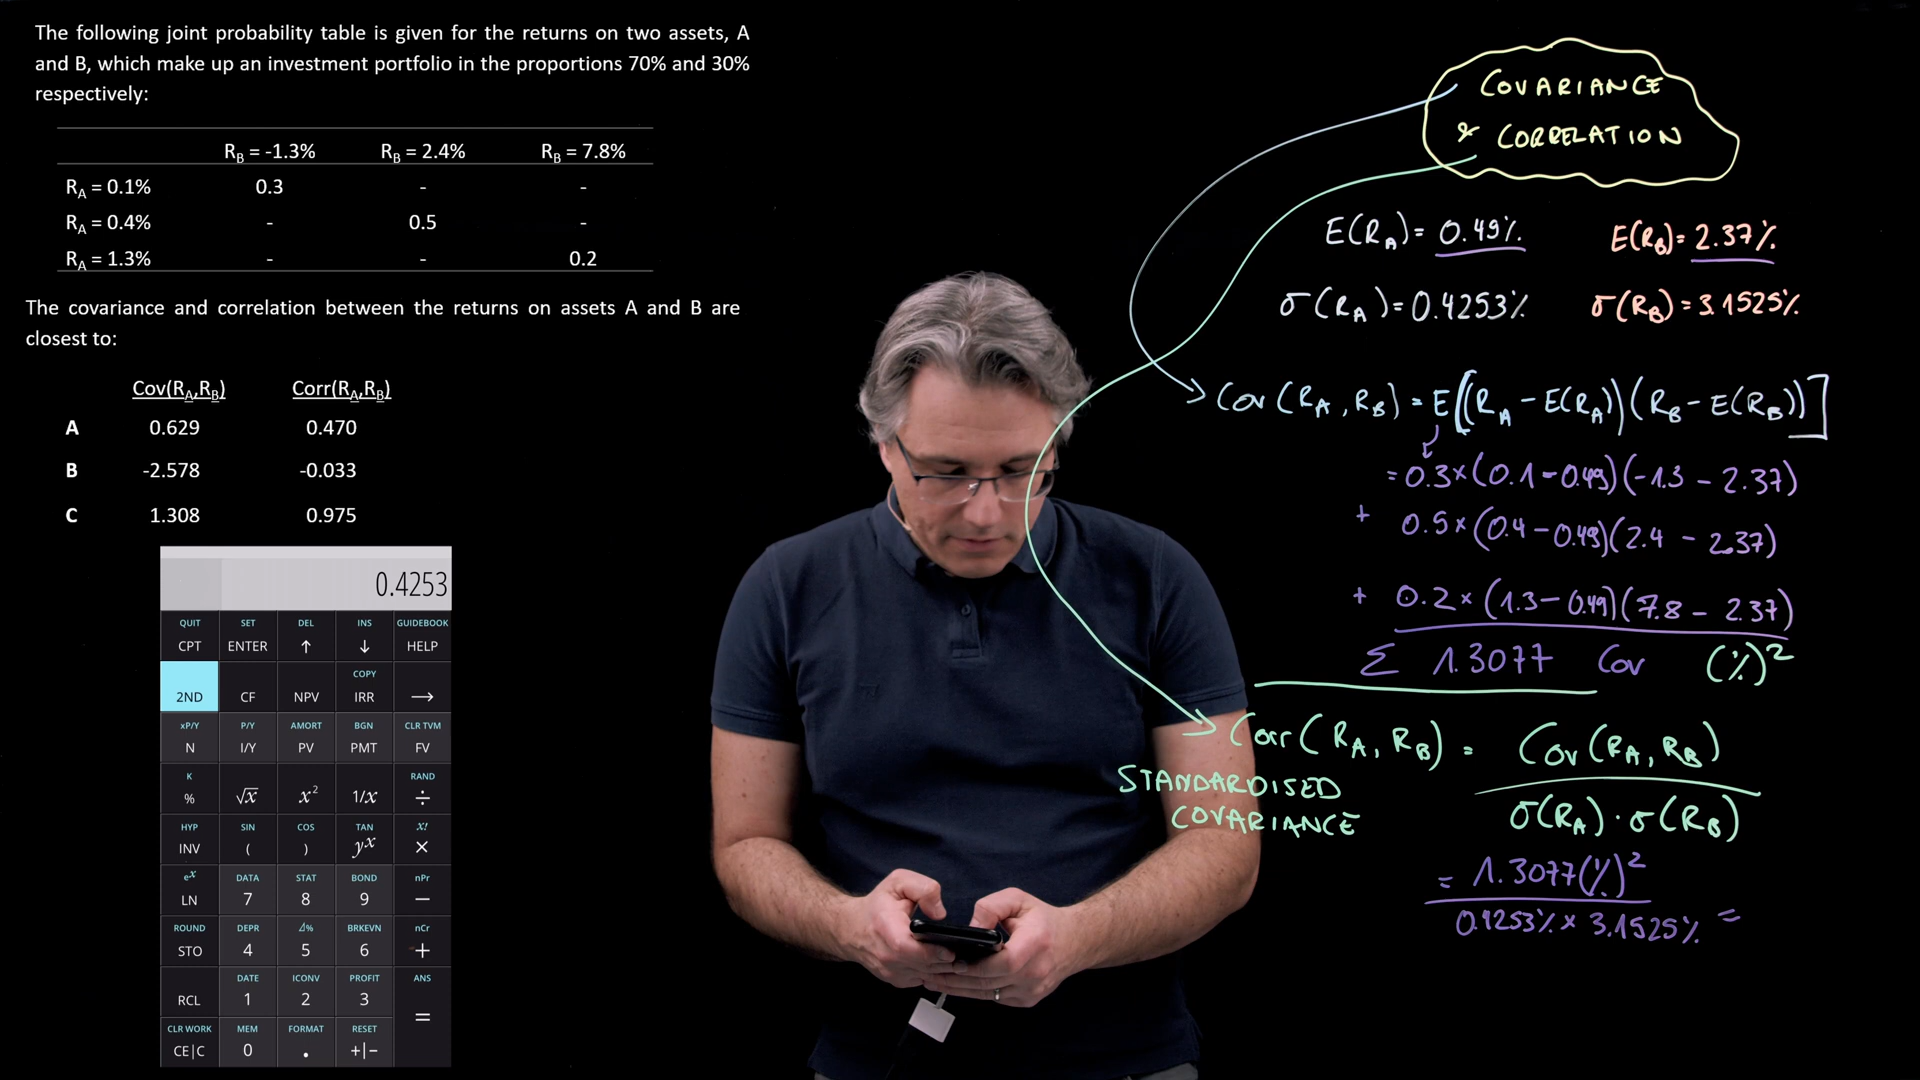 The following joint probability table is given for the returns on two assets, A
and B, which make up an investment portfolio in the proportions 70% and 30%
respectively:
R_B = -1.3% R_B = 2.4% R_B = 7.8%
R_A = 0.1% 0.3 - -
R_A = 0.4% - 0.5 -
R_A = 1.3% - - 0.2
The covariance and correlation between the returns on assets A and B are
closest to:
Cov(R_A,R_B) Corr(R_A,R_B)
A 0.629 0.470
B -2.578 -0.033
C 1.308 0.975
0.4253
QUIT SET DEL INS GUIDEBOOK
CPT ENTER ↑ ↓ HELP
COPY
2ND CF NPV IRR →
xP/Y P/Y AMORT BGN CLR TVM
N I/Y PV PMT FV
K RAND
% √x x² 1/x ÷
HYP SIN COS TAN x!
INV ( ) y^x ×
e^x DATA STAT BOND nPr
LN 7 8 9 −
ROUND DEPR Δ% BRKEVN nCr
STO 4 5 6 +
DATE ICONV PROFIT ANS
RCL 1 2 3 =
CLR WORK MEM FORMAT RESET
CE|C 0 . +|−
COVARIANCE
& CORRELATION
E(R_A) = 0.49% E(R_B) = 2.37%
σ(R_A) = 0.4253% σ(R_B) = 3.1525%
Cov(R_A, R_B) = E[(R_A − E(R_A))(R_B − E(R_B))]
= 0.3×(0.1−0.49)(−1.3 − 2.37)
+ 0.5×(0.4−0.49)(2.4 − 2.37)
+ 0.2×(1.3−0.49)(7.8 − 2.37)
Σ 1.3077 Cov (%)²
Corr(R_A, R_B) = Cov(R_A, R_B)
σ(R_A)·σ(R_B)
STANDARDISED
COVARIANCE
= 1.3077(%)²
0.4253% × 3.1525% =